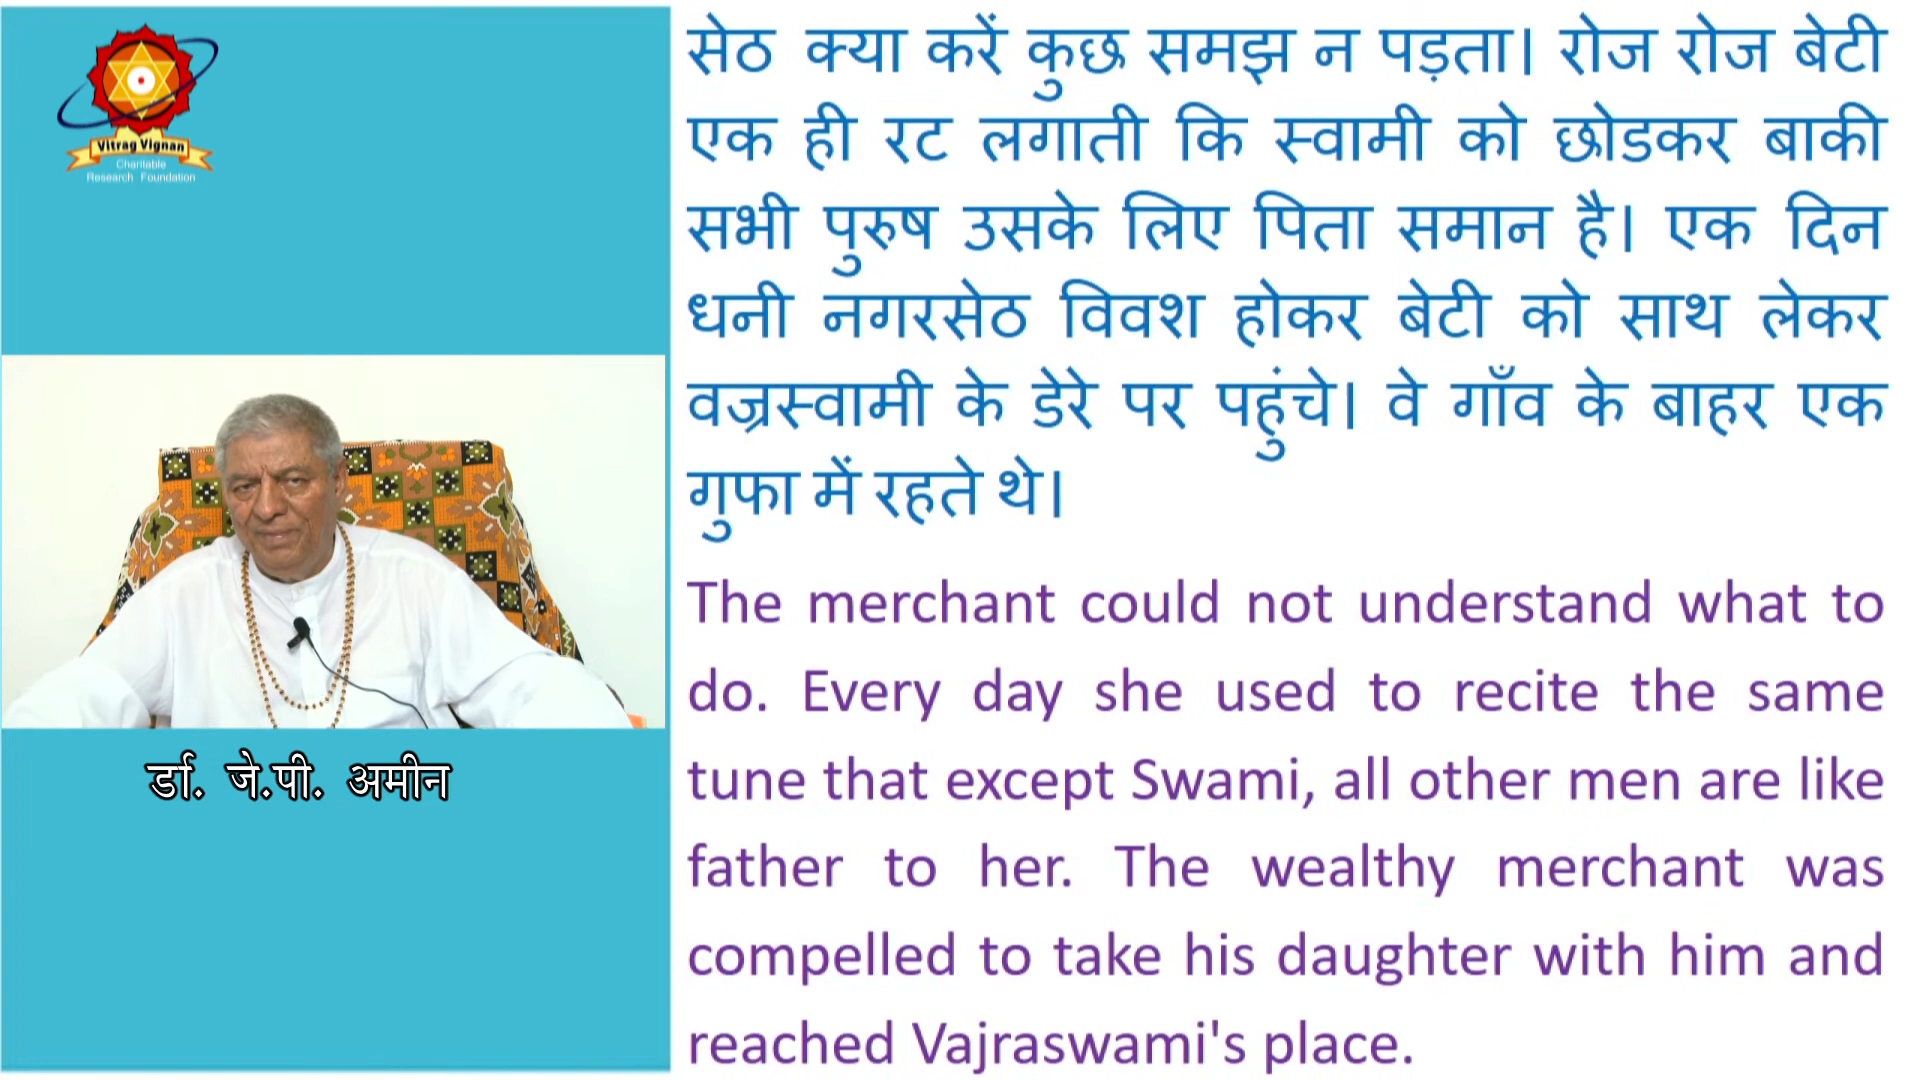 Vitrag Vignan
Charitable
Research Foundation
डा. जे.पी. अमीन
सेठ क्या करें कुछ समझ न पड़ता। रोज रोज बेटी
एक ही रट लगाती कि स्वामी को छोडकर बाकी
सभी पुरुष उसके लिए पिता समान है। एक दिन
धनी नगरसेठ विवश होकर बेटी को साथ लेकर
वज्रस्वामी के डेरे पर पहुंचे। वे गाँव के बाहर एक
गुफा में रहते थे।
The merchant could not understand what to
do. Every day she used to recite the same
tune that except Swami, all other men are like
father to her. The wealthy merchant was
compelled to take his daughter with him and
reached Vajraswami's place.